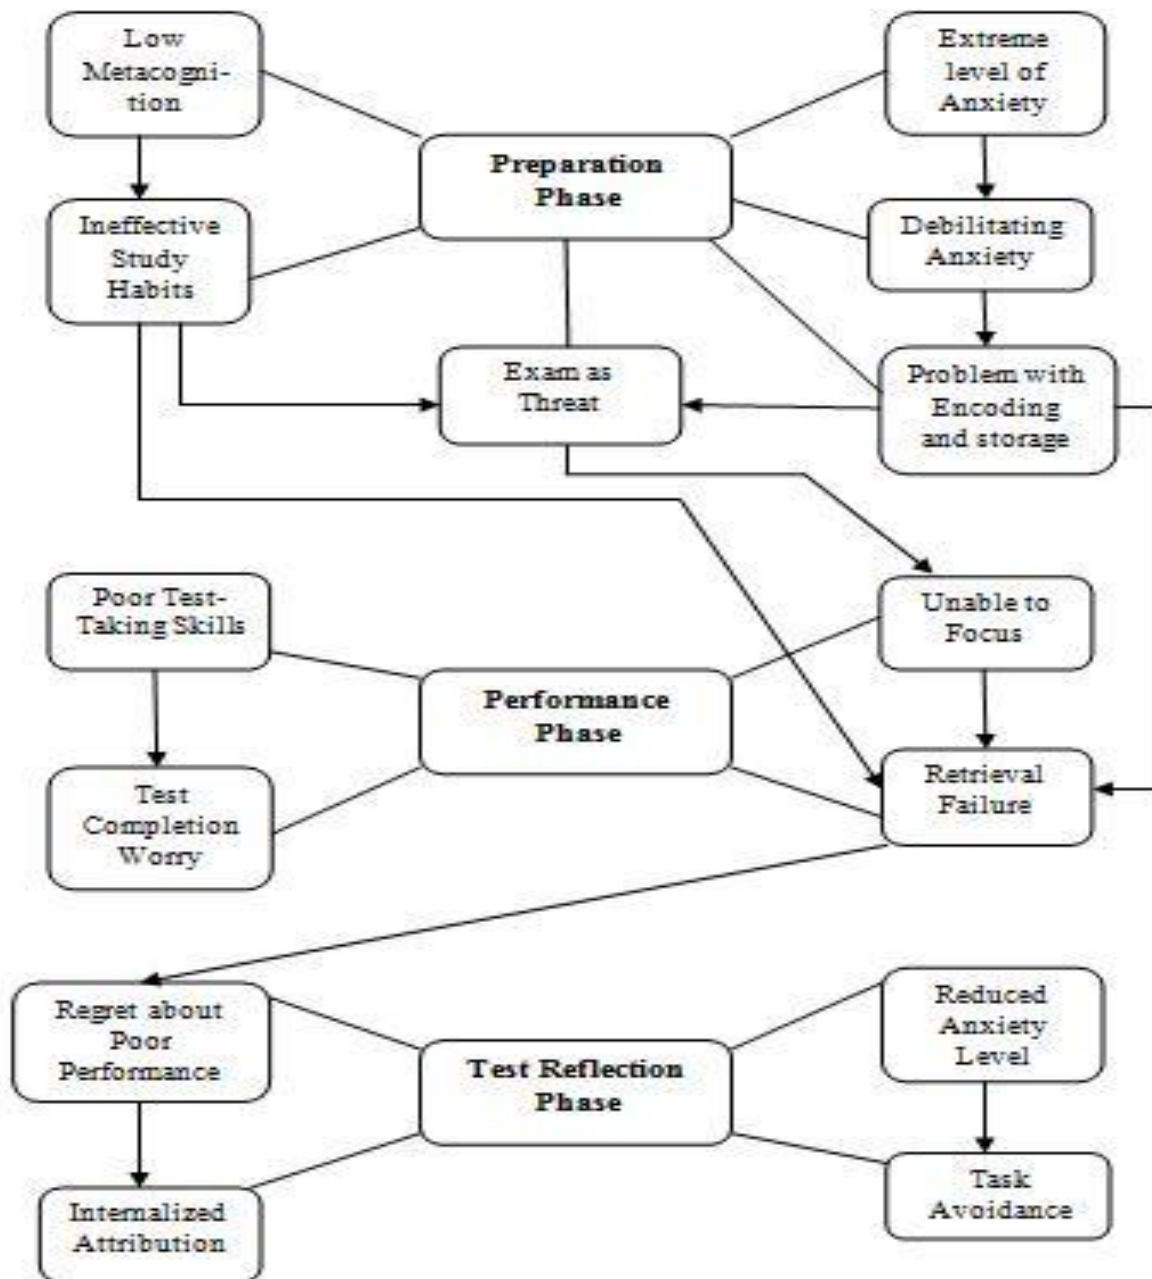 Low
Metacogni-
tion
Extreme
level of
Anxiety
Preparation
Phase
Ineffective
Study
Habits
Debilitating
Anxiety
Exam as
Threat
Problem with
Encoding
and storage
Poor Test-
Taking Skills
Unable to
Focus
Performance
Phase
Test
Completion
Worry
Retrieval
Failure
Regret about
Poor
Performance
Reduced
Anxiety
Level
Test Reflection
Phase
Internalized
Attribution
Task
Avoidance